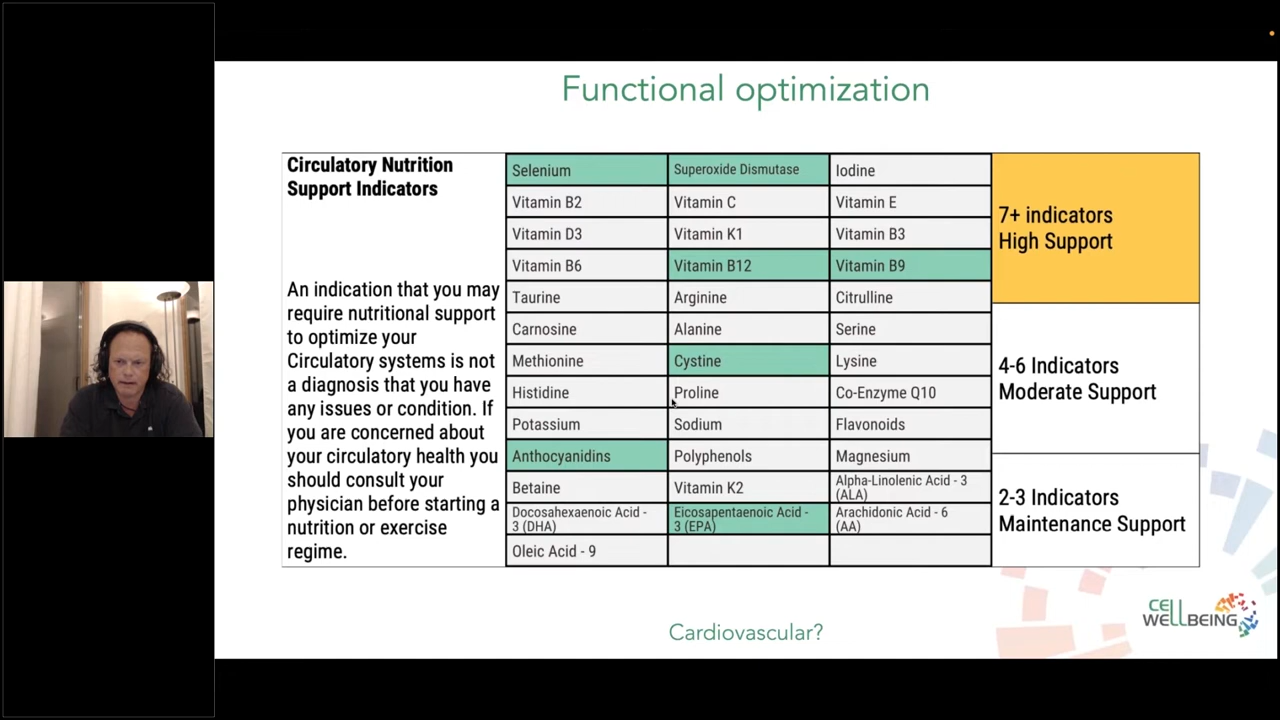 Functional optimization
Circulatory Nutrition
Support Indicators
An indication that you may
require nutritional support
to optimize your
Circulatory systems is not
a diagnosis that you have
any issues or condition. If
you are concerned about
your circulatory health you
should consult your
physician before starting a
nutrition or exercise
regime.
Selenium
Superoxide Dismutase
Iodine
Vitamin B2
Vitamin C
Vitamin E
Vitamin D3
Vitamin K1
Vitamin B3
Vitamin B6
Vitamin B12
Vitamin B9
Taurine
Arginine
Citrulline
Carnosine
Alanine
Serine
Methionine
Cystine
Lysine
Histidine
Proline
Co-Enzyme Q10
Potassium
Sodium
Flavonoids
Anthocyanidins
Polyphenols
Magnesium
Betaine
Vitamin K2
Alpha-Linolenic Acid - 3
(ALA)
Docosahexaenoic Acid -
3 (DHA)
Eicosapentaenoic Acid -
3 (EPA)
Arachidonic Acid - 6
(AA)
Oleic Acid - 9
7+ indicators
High Support
4-6 Indicators
Moderate Support
2-3 Indicators
Maintenance Support
Cardiovascular?
CELL
WELLBEING